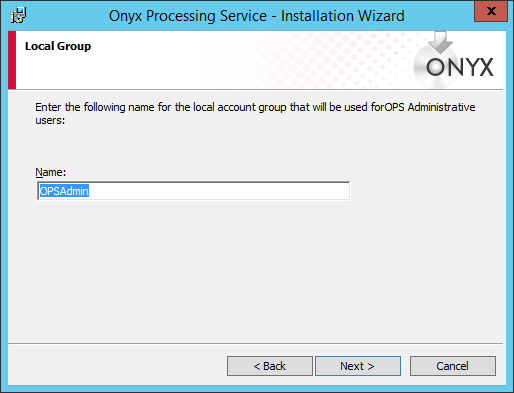 Onyx Processing Service - Installation Wizard
x
Local Group
ONYX
Enter the following name for the local account group that will be used forOPS Administrative
users:
Name:
OPSAdmin
< Back
Next >
Cancel